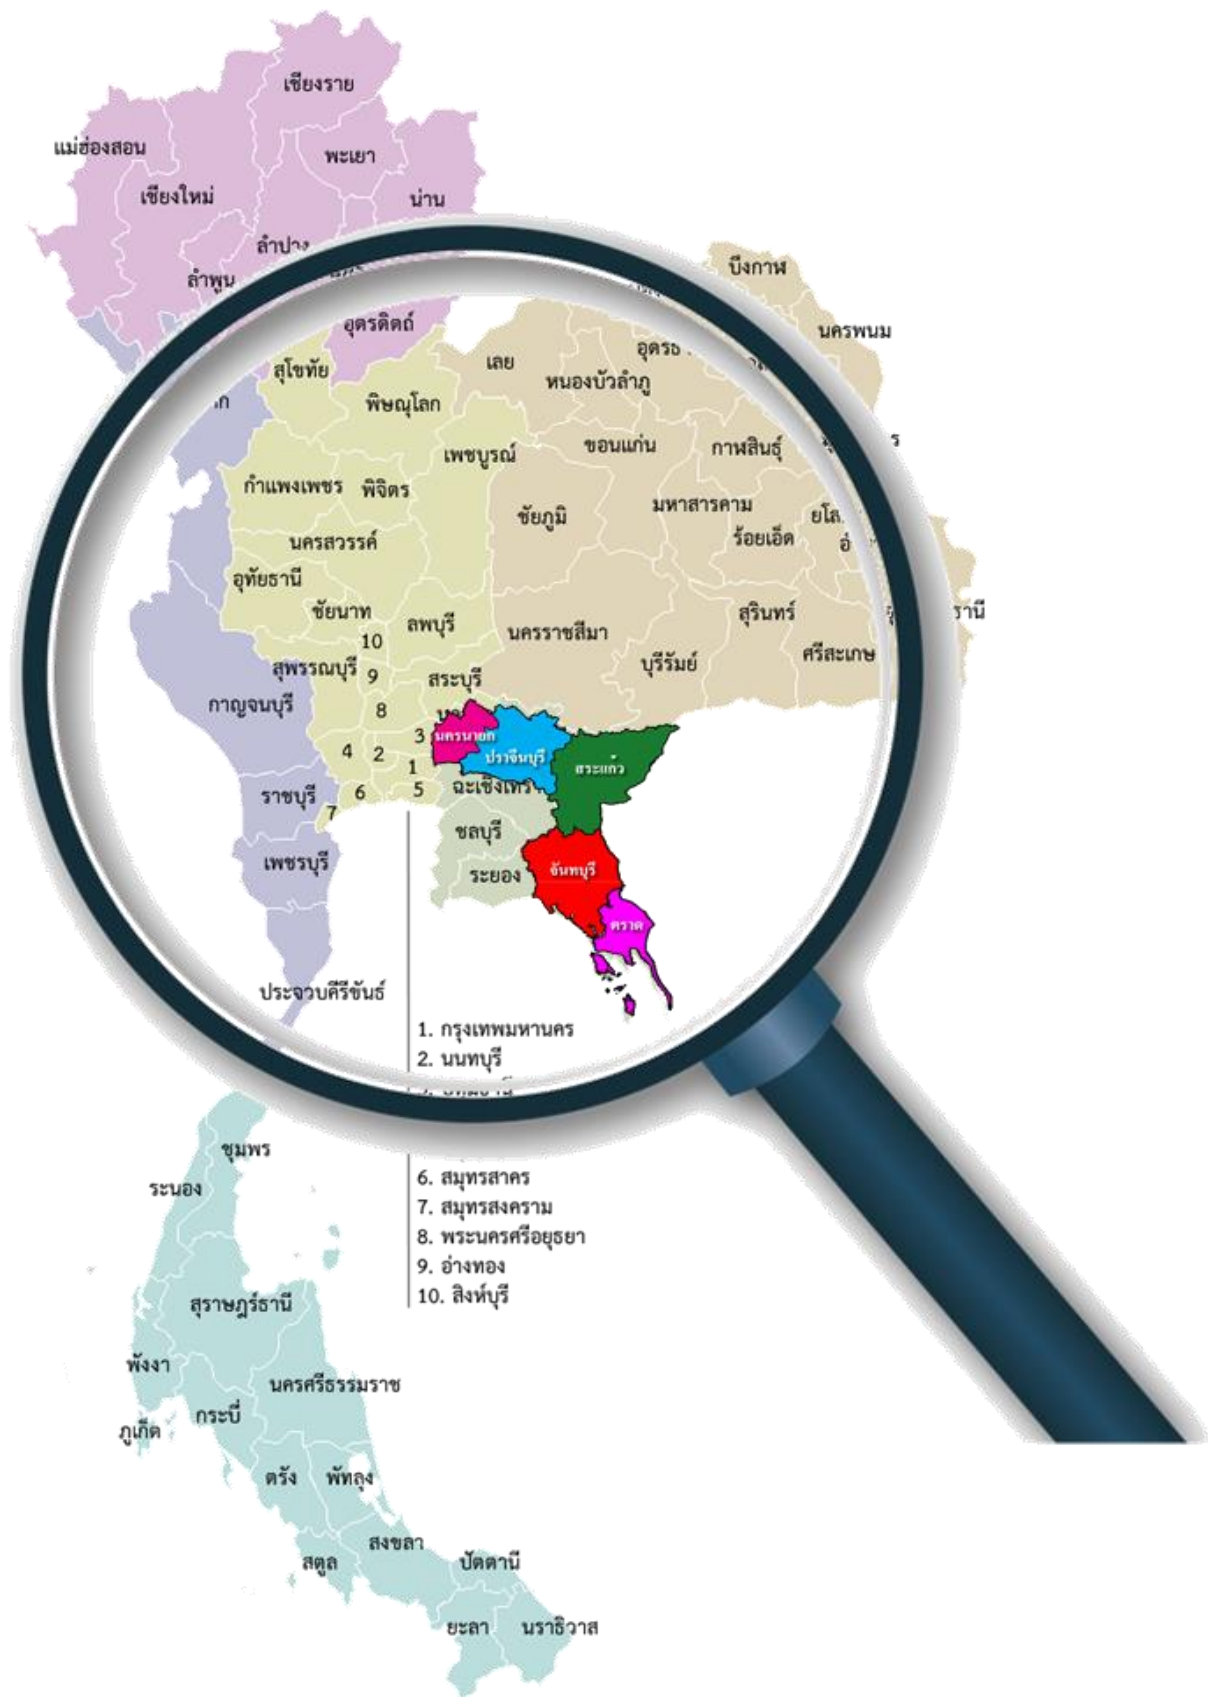 เชียงราย
แม่ฮ่องสอน
พะเยา
เชียงใหม่
น่าน
ลำปาง
ลำพูน
บึงกาฬ
นครพนม
อุตรดิตถ์
สุโขทัย
เลย
หนองบัวลำภู
พิษณุโลก
ขอนแก่น
กาฬสินธุ์
เพชบูรณ์
กำแพงเพชร
พิจิตร
ชัยภูมิ
มหาสารคาม
ร้อยเอ็ด
นครสวรรค์
อุทัยธานี
ชัยนาท
ลพบุรี
นครราชสีมา
สุรินทร์
ศรีสะเกษ
บุรีรัมย์
10
สุพรรณบุรี
9
สระบุรี
กาญจนบุรี
8
3
นครนายก
4
2
ปราจีนบุรี
1
สระแก้ว
ราชบุรี
6
5
ฉะเชิงเทร
7
ชลบุรี
เพชรบุรี
ระยอง
จันทบุรี
ตราด
ประจวบคีรีขันธ์
1. กรุงเทพมหานคร
2. นนทบุรี
6. สมุทรสาคร
7. สมุทรสงคราม
8. พระนครศรีอยุธยา
9. อ่างทอง
10. สิงห์บุรี
ชุมพร
ระนอง
สุราษฎร์ธานี
พังงา
นครศรีธรรมราช
กระบี่
ภูเก็ต
ตรัง
พัทลุง
สงขลา
สตูล
ปัตตานี
ยะลา
นราธิวาส